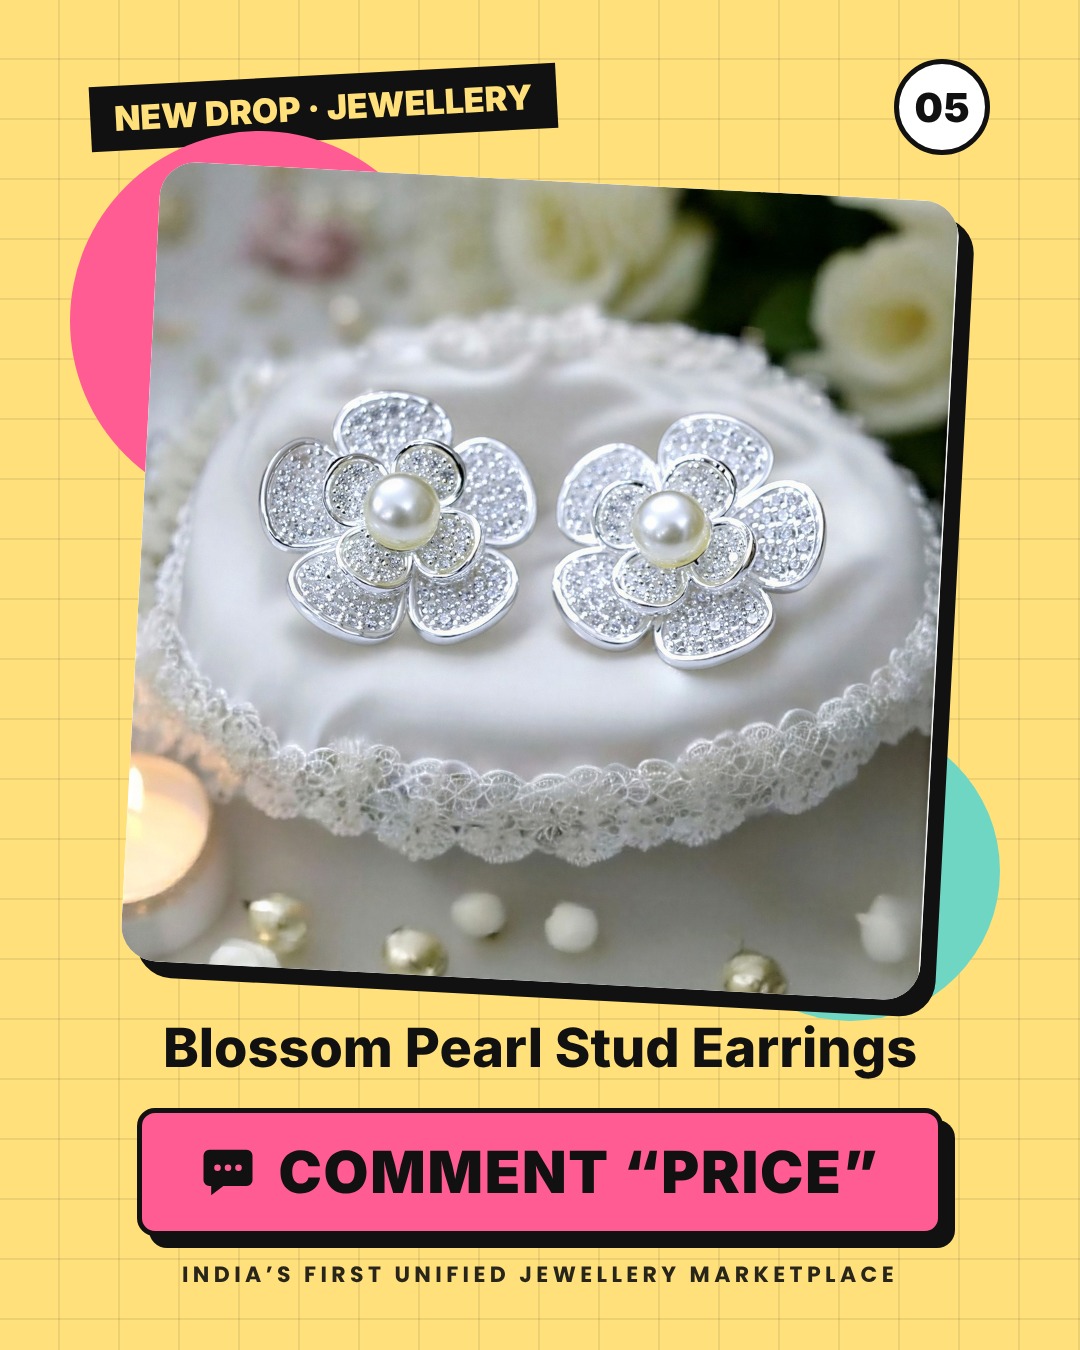 NEW DROP · JEWELLERY
05
Blossom Pearl Stud Earrings
COMMENT “PRICE”
INDIA’S FIRST UNIFIED JEWELLERY MARKETPLACE